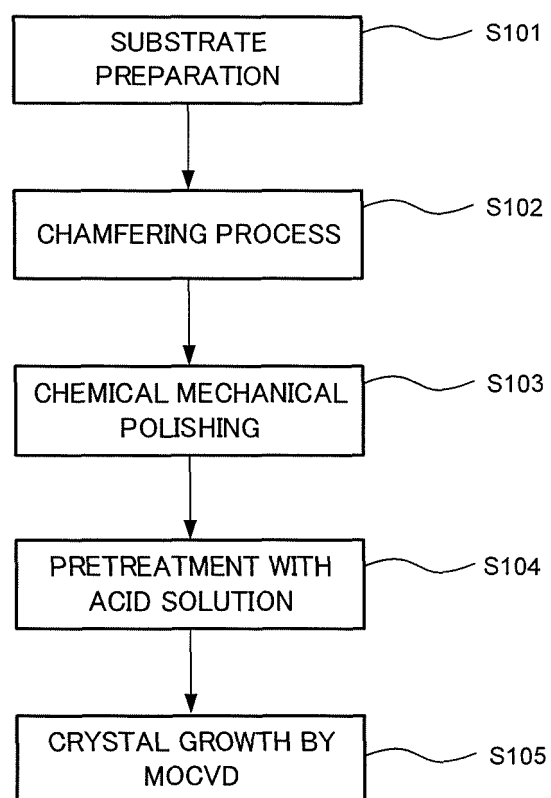 SUBSTRATE
PREPARATION
S101
CHAMFERING PROCESS
S102
CHEMICAL MECHANICAL
POLISHING
S103
PRETREATMENT WITH
ACID SOLUTION
S104
CRYSTAL GROWTH BY
MOCVD
S105